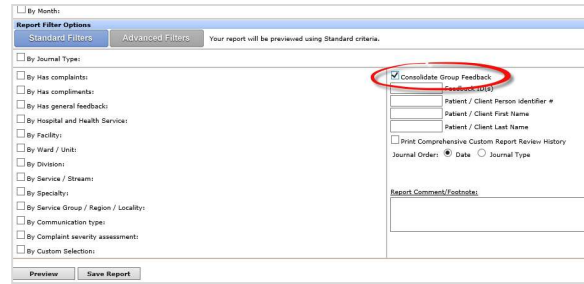 By Month:
Report Filter Options
Standard Filters Advanced Filters Your report will be previewed using Standard criteria.
By Journal Type:
By Has complaints:
By Has compliments:
By Has general feedback:
By Hospital and Health Service:
By Facility:
By Ward / Unit:
By Division:
By Service / Stream:
By Specialty:
By Service Group / Region / Locality:
By Communication type:
By Complaint severity assessment:
By Custom Selection:
Consolidate Group Feedback
Feedback ID(s)
Patient / Client Person identifier #
Patient / Client First Name
Patient / Client Last Name
Print Comprehensive Custom Report Review History
Journal Order: Date Journal Type
Report Comment/Footnote:
Preview Save Report